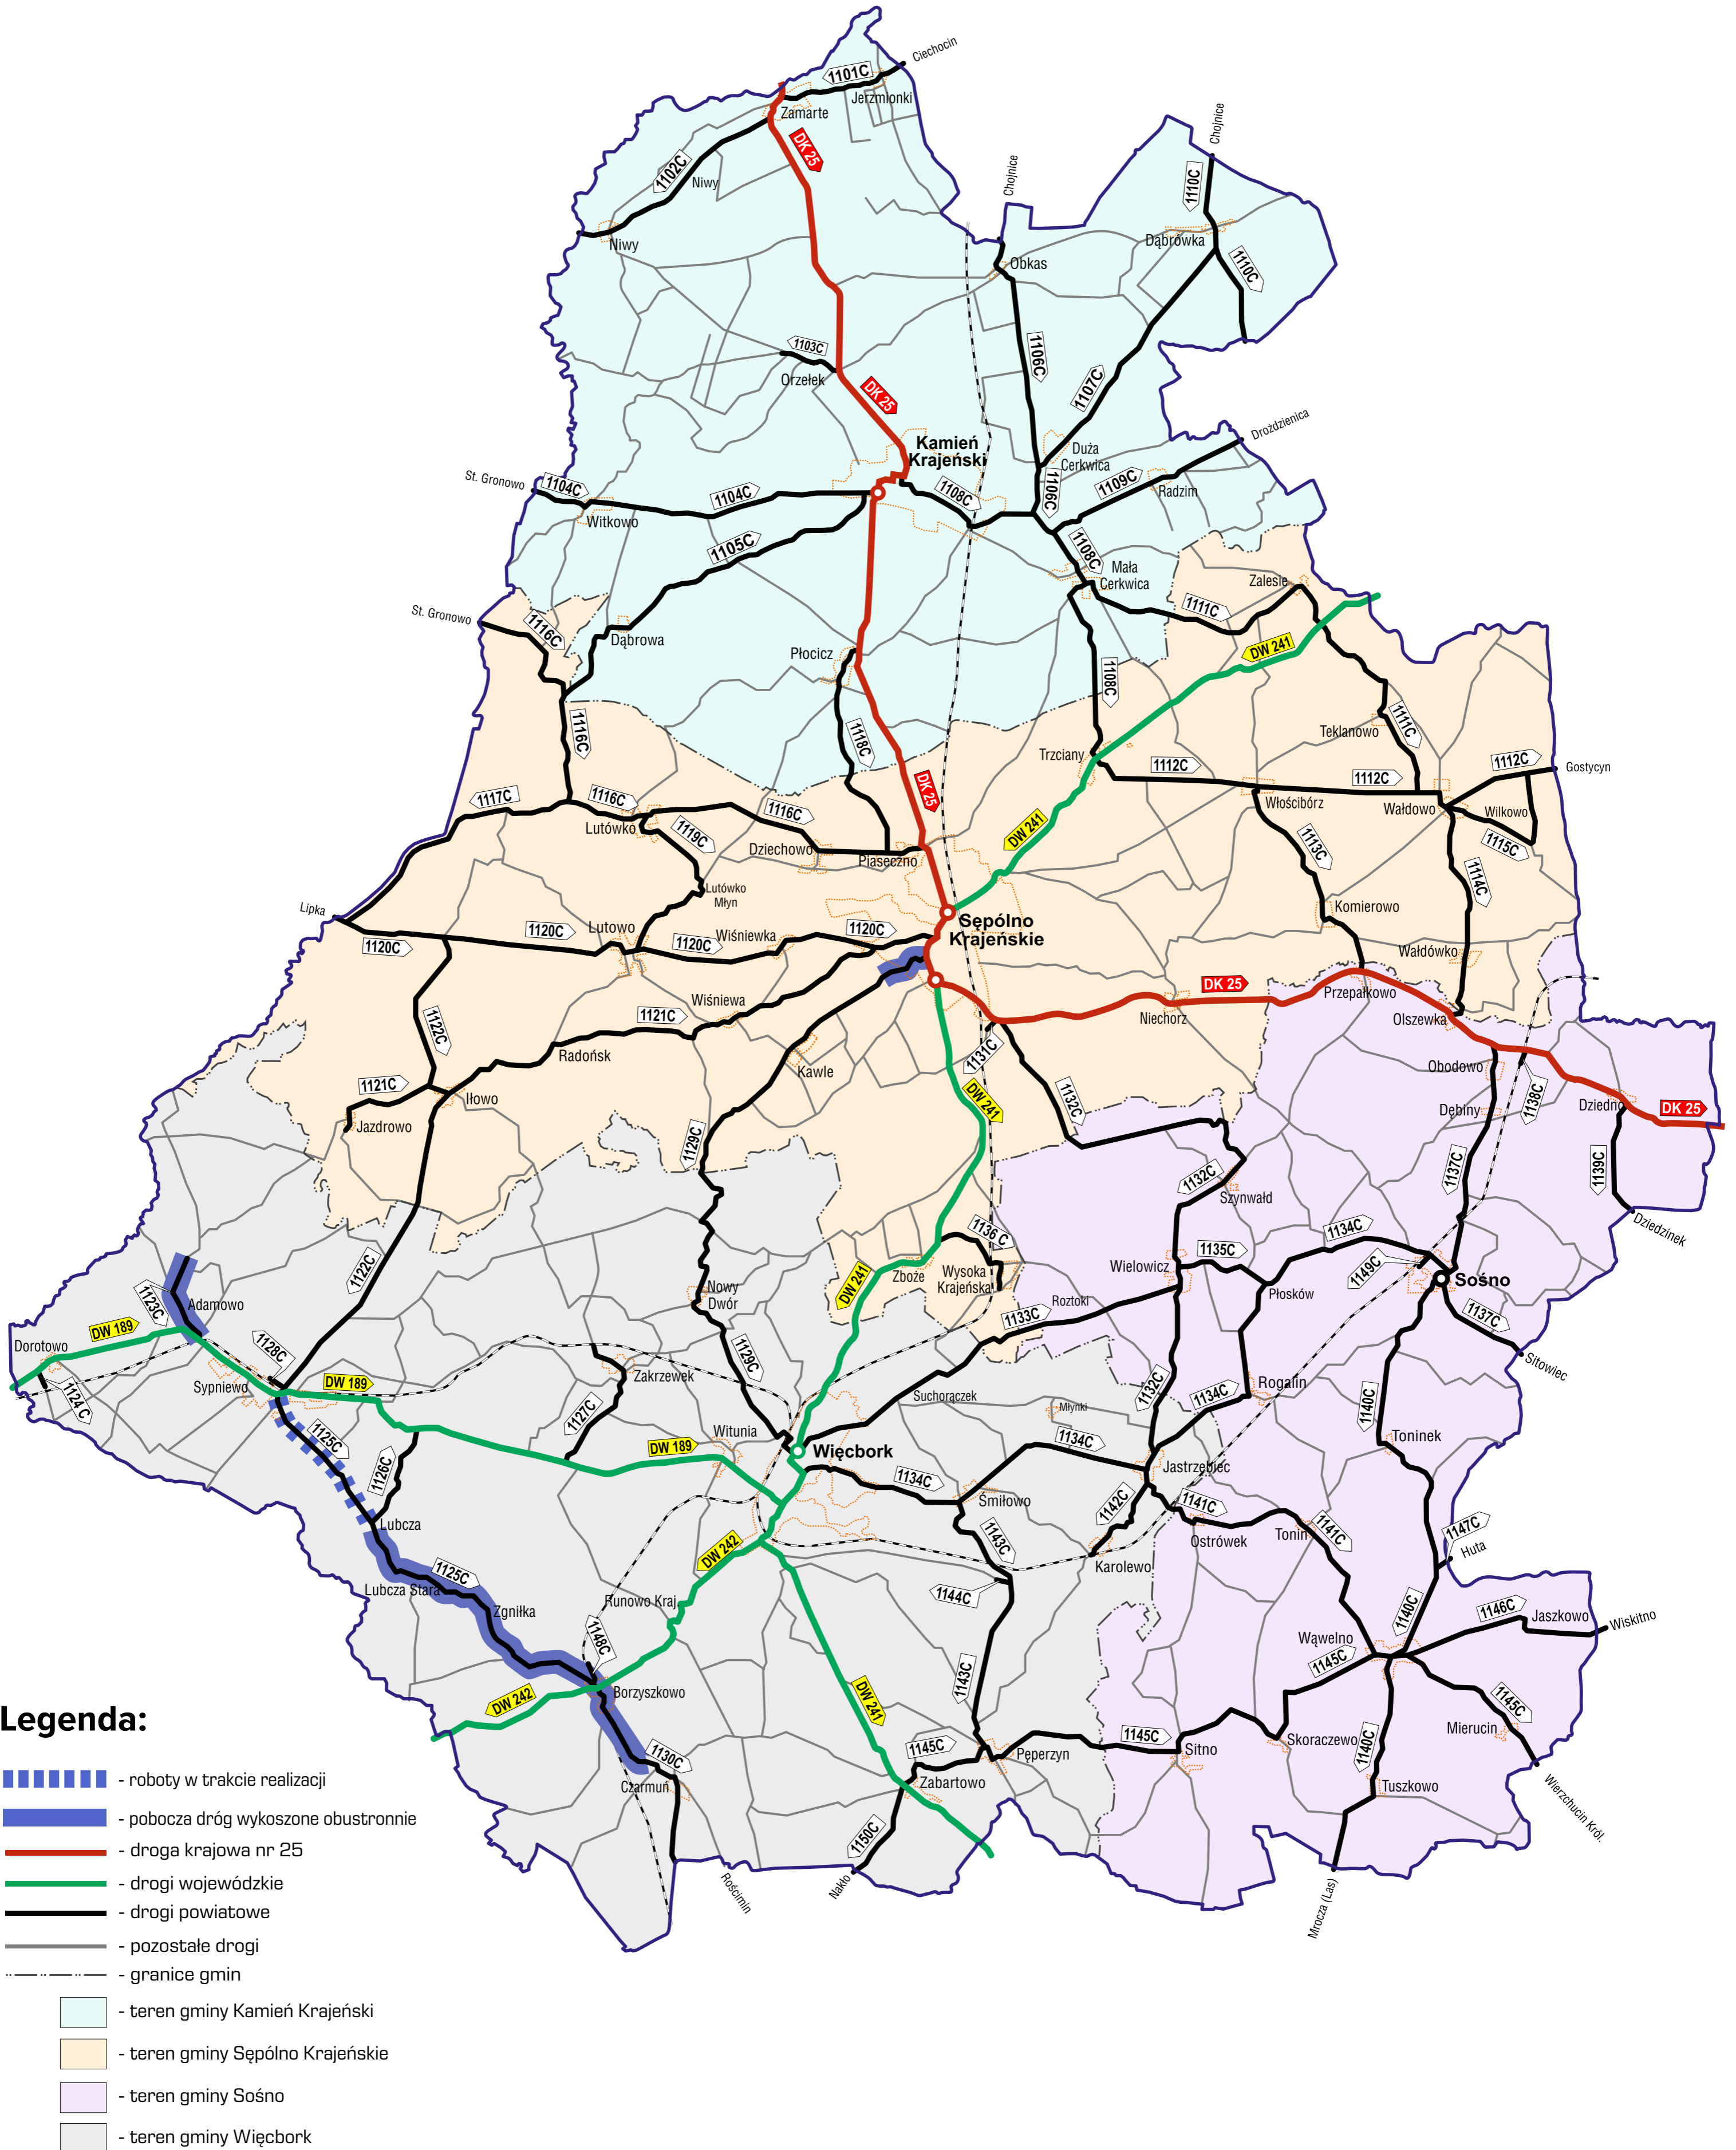 Ciechocin
1101C
Jerzmionki
Zamarte
DK 25
1102C
Niwy
Niwy
Chojnice
Chojnice
1110C
Dąbrówka
1110C
Obkas
1103C
Orzełek
1106C
1107C
DK 25
Kamień
Krajeński
Duża
Cerkwica
Drożdzienica
St. Gronowo
1104C
1104C
Witkowo
1108C
1106C
1109C
Radzim
1105C
1108C
Mała
Cerkwica
Zalesie
1111C
St. Gronowo
1116C
Dąbrowa
Płocicz
DW 241
1108C
1116C
1118C
Teklanowo
1111C
Trzciany
1112C
1112C
1112C
Gostycyn
DK 25
1117C
1116C
1116C
Włościbórz
Wałdowo
Wilkowo
Lutówko
1119C
Dziechowo
Piaseczno
DW 241
1113C
1115C
Lutówko
Młyn
1114C
Lipka
1120C
1120C
Lutowo
1120C
Wiśniewka
1120C
Sępólno
Krajeńskie
Komierowo
Wałdówko
Wiśniewa
DK 25
Przepałkowo
1122C
1121C
Niechorz
Olszewka
Radońsk
1131C
Kawle
Obodowo
1121C
Iłowo
DW 241
1132C
Dębiny
1138C
Dziedno
DK 25
Jazdrowo
1129C
1137C
1139C
1132C
Szynwałd
Dziedzinek
1136 C
1134C
1122C
Zboże
Wysoka
Krajeńska
Wielowicz
1135C
1149C
Sośno
1123C
Adamowo
Nowy
Dwór
DW 241
Roztoki
1133C
Płosków
1137C
DW 189
Dorotowo
1128C
1129C
Sitowiec
Sypniewo
DW 189
Zakrzewek
1124 C
Suchorączek
Młynki
1132C
1134C
Rogalin
1140C
1127C
1125C
Witunia
DW 189
Więcbork
1134C
Toninek
1126C
1134C
Jastrzębiec
Śmiłowo
1142C
1141C
Lubcza
1143C
Ostrówek
Tonin
1141C
1147C
Huta
DW 242
Karolewo
1125C
Lubcza Stara
1144C
Zgniłka
Runowo Kraj.
1140C
1146C
Jaszkowo
Wiskitno
1148C
Wąwelno
1145C
1143C
Borzyszkowo
DW 242
DW 241
1145C
1145C
1145C
Mierucin
Skoraczewo
1140C
Sitno
Pęperzyn
1130C
Czarmuń
Zabartowo
Tuszkowo
Wierzchucin Król.
1150C
Rościmin
Nakło
Mrocza (Las)
Legenda:
- roboty w trakcie realizacji
- pobocza dróg wykoszone obustronnie
- droga krajowa nr 25
- drogi wojewódzkie
- drogi powiatowe
- pozostałe drogi
- granice gmin
- teren gminy Kamień Krajeński
- teren gminy Sępólno Krajeńskie
- teren gminy Sośno
- teren gminy Więcbork